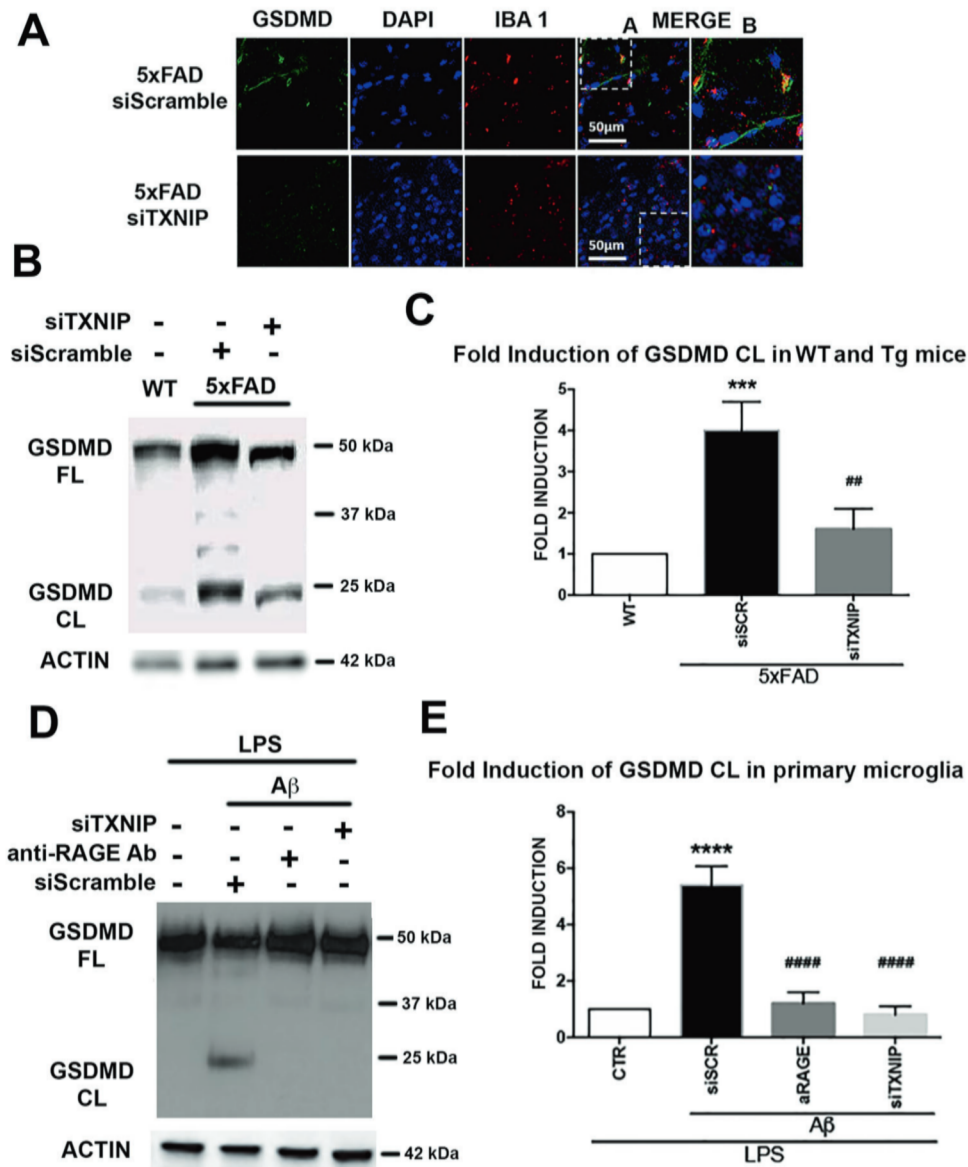 A
GSDMD DAPI IBA 1 A MERGE B
5xFAD
siScramble
50µm
5xFAD
siTXNIP
50µm
B
siTXNIP - - +
siScramble - + -
WT 5xFAD
GSDMD
FL
50 kDa
37 kDa
25 kDa
GSDMD
CL
ACTIN
42 kDa
C
Fold Induction of GSDMD CL in WT and Tg mice
FOLD INDUCTION
5
4
3
2
1
0
***
##
WT
siSCR
siTXNIP
5xFAD
D
LPS
Aβ
siTXNIP - - - +
anti-RAGE Ab - - + -
siScramble - + - -
GSDMD
FL
50 kDa
37 kDa
25 kDa
GSDMD
CL
ACTIN
42 kDa
E
Fold Induction of GSDMD CL in primary microglia
FOLD INDUCTION
8
6
4
2
0
****
####
####
CTR
siSCR
aRAGE
siTXNIP
Aβ
LPS